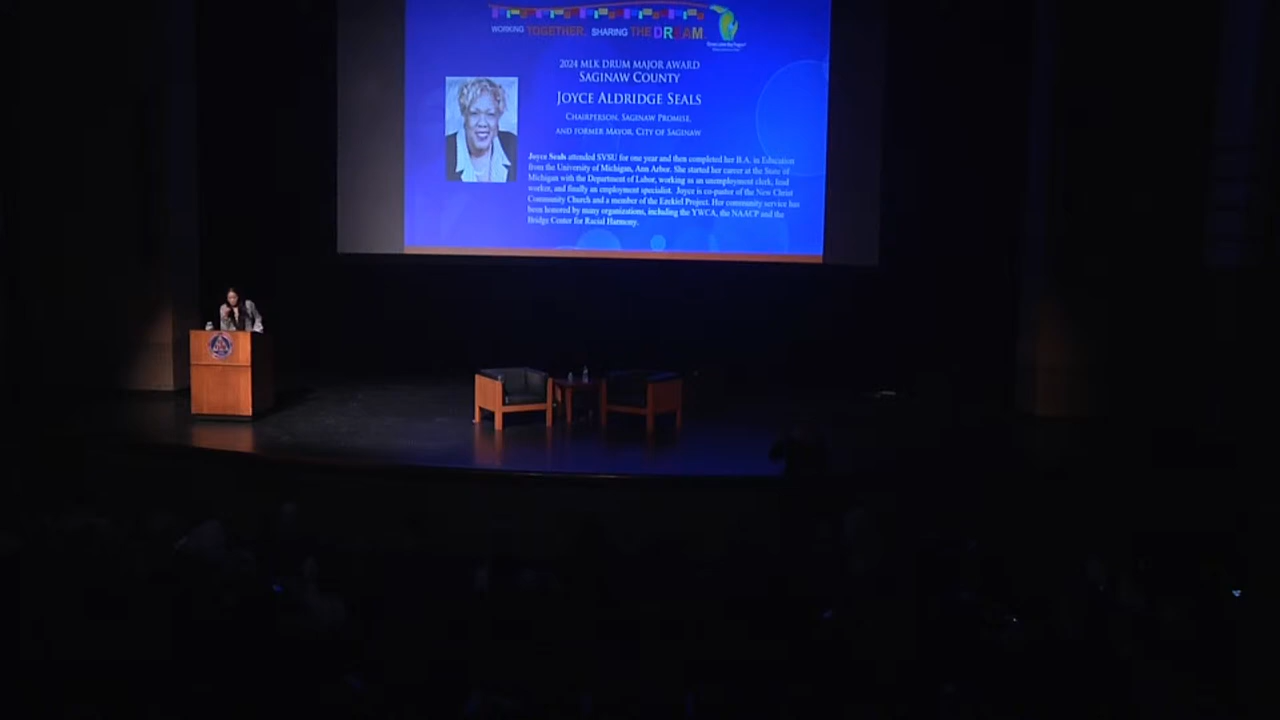 WORKING TOGETHER. SHARING THE DREAM.
2024 MLK DRUM MAJOR AWARD
SAGINAW COUNTY
JOYCE ALDRIDGE SEALS
CHAIRPERSON, SAGINAW PROMISE,
AND FORMER MAYOR, CITY OF SAGINAW
Joyce Seals attended SVSU for one year and then completed her B.A. in Education
from the University of Michigan, Ann Arbor. She started her career at the State of
Michigan with the Department of Labor, working as an unemployment clerk, lead
worker, and finally an employment specialist. Joyce is co-pastor of the New Christ
Community Church and a member of the Ezekiel Project. Her community service has
been honored by many organizations, including the YWCA, the NAACP and the
Bridge Center for Racial Harmony.